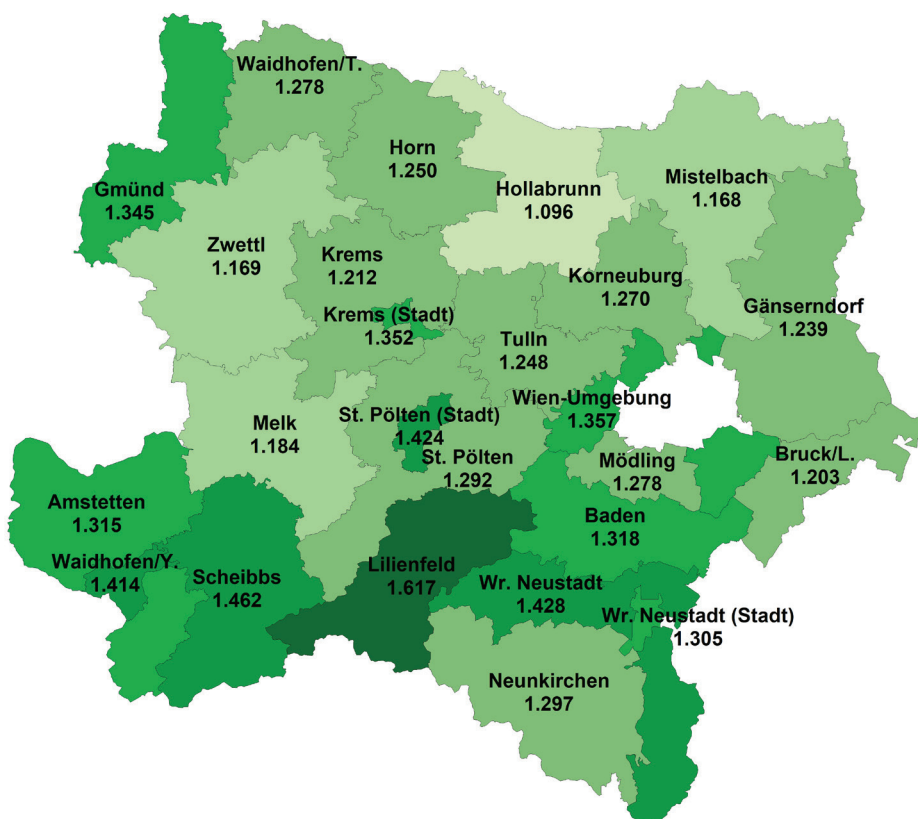 Waidhofen/T.
1.278
Horn
1.250
Gmünd
1.345
Hollabrunn
1.096
Mistelbach
1.168
Zwettl
1.169
Krems
1.212
Korneuburg
1.270
Gänserndorf
1.239
Krems (Stadt)
1.352
Tulln
1.248
Wien-Umgebung
1.357
Melk
1.184
St. Pölten (Stadt)
1.424
St. Pölten
1.292
Mödling
1.278
Bruck/L.
1.203
Amstetten
1.315
Baden
1.318
Waidhofen/Y.
1.414
Scheibbs
1.462
Lilienfeld
1.617
Wr. Neustadt
1.428
Wr. Neustadt (Stadt)
1.305
Neunkirchen
1.297